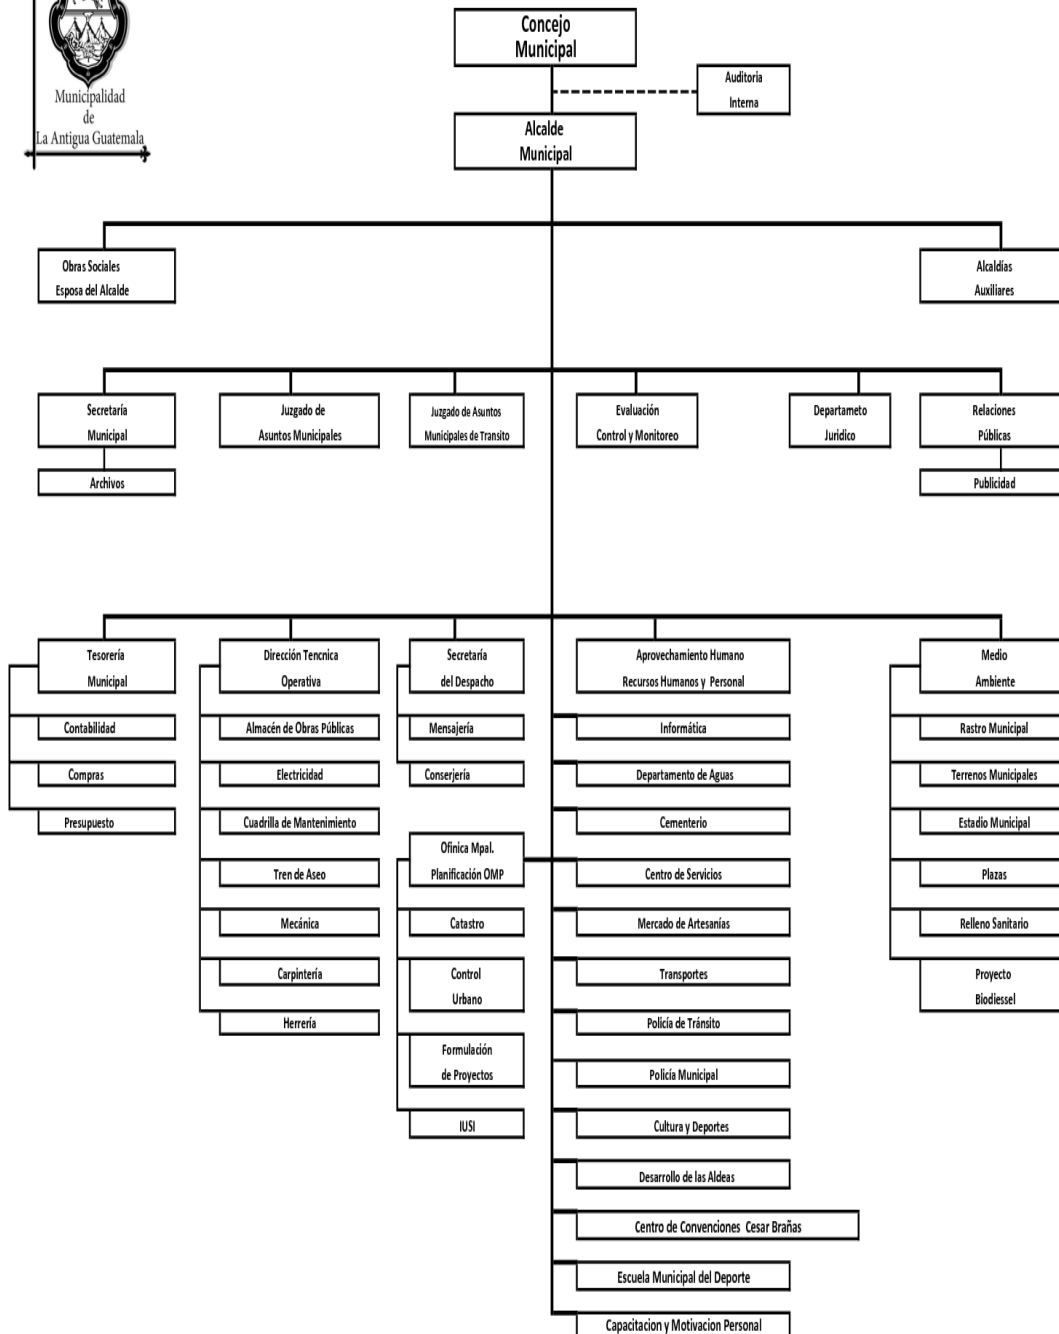 Municipalidad
de
La Antigua Guatemala
Concejo
Municipal
Auditoria
Interna
Alcalde
Municipal
Obras Sociales
Esposa del Alcalde
Alcaldías
Auxiliares
Secretaría
Municipal
Archivos
Juzgado de
Asuntos Municipales
Juzgado de Asuntos
Municipales de Transito
Evaluación
Control y Monitoreo
Departameto
Juridico
Relaciones
Públicas
Publicidad
Tesorería
Municipal
Contabilidad
Compras
Presupuesto
Dirección Tencnica
Operativa
Almacén de Obras Públicas
Electricidad
Cuadrilla de Mantenimiento
Tren de Aseo
Mecánica
Carpintería
Herrería
Secretaría
del Despacho
Mensajería
Conserjería
Ofinica Mpal.
Planificación OMP
Catastro
Control
Urbano
Formulación
de Proyectos
IUSI
Aprovechamiento Humano
Recursos Humanos y Personal
Informática
Departamento de Aguas
Cementerio
Centro de Servicios
Mercado de Artesanías
Transportes
Policía de Tránsito
Policía Municipal
Cultura y Deportes
Desarrollo de las Aldeas
Centro de Convenciones Cesar Brañas
Escuela Municipal del Deporte
Capacitacion y Motivacion Personal
Medio
Ambiente
Rastro Municipal
Terrenos Municipales
Estadio Municipal
Plazas
Relleno Sanitario
Proyecto
Biodiessel